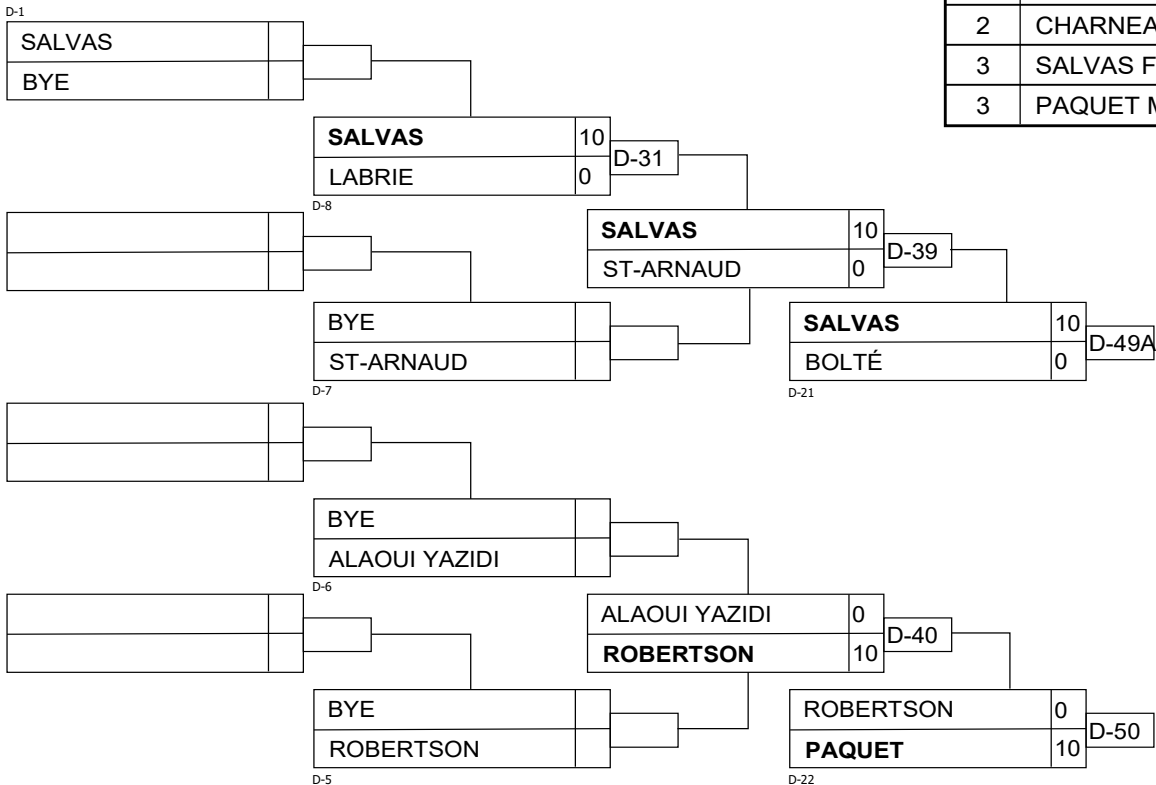 D-1
SALVAS
BYE
2 CHARNEA
3 SALVAS F
3 PAQUET
SALVAS 10
LABRIE 0
D-31
D-8
SALVAS 10
ST-ARNAUD 0
D-39
BYE
ST-ARNAUD
D-7
SALVAS 10
BOLTÉ 0
D-49A
D-21
BYE
ALAOUI YAZIDI
D-6
ALAOUI YAZIDI 0
ROBERTSON 10
D-40
BYE
ROBERTSON
D-5
ROBERTSON 0
PAQUET 10
D-50
D-22